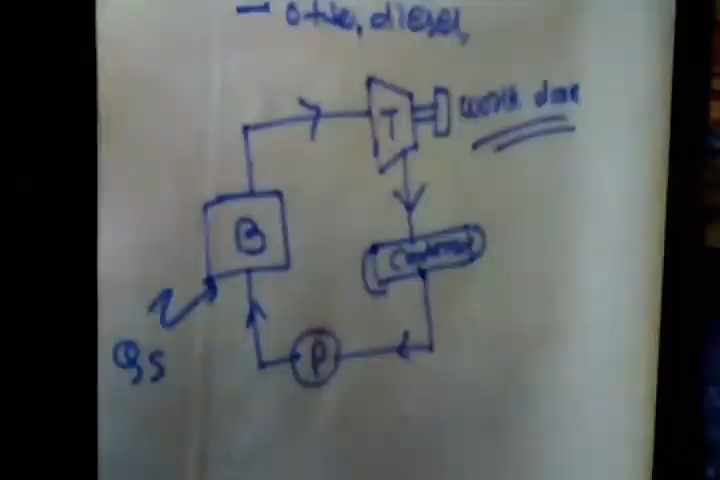 - otto, diesel,
T
work done
B
Condenser
P
Qs